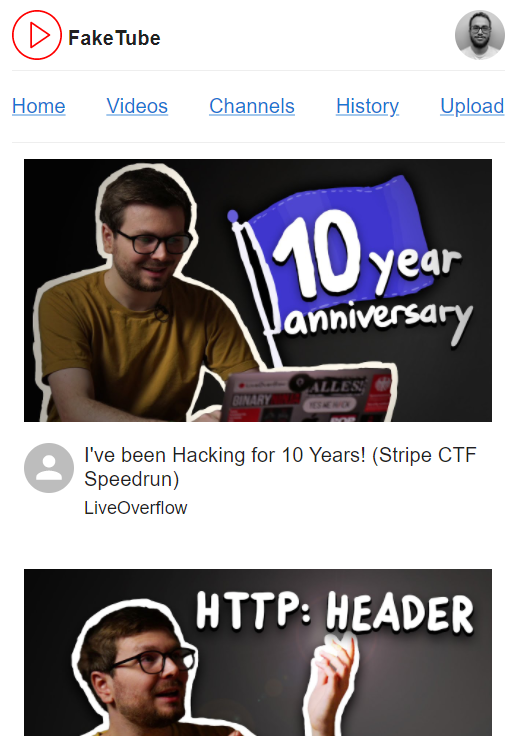 FakeTube
Home Videos Channels History Upload
10 year
anniversary
ALLES!
BINARY
I've been Hacking for 10 Years! (Stripe CTF
Speedrun)
LiveOverflow
HTTP: HEADER